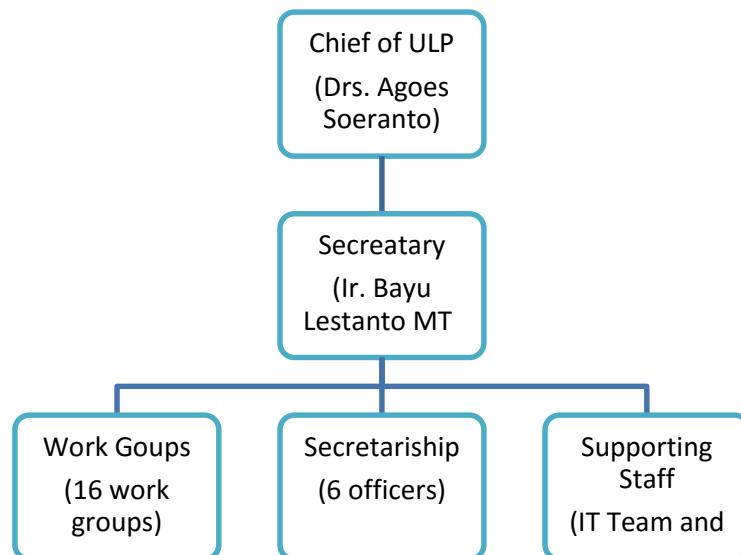 Chief of ULP
(Drs. Agoes
Soeranto)
Secreatary
(Ir. Bayu
Lestanto MT
Work Goups
(16 work
groups)
Secretariship
(6 officers)
Supporting
Staff
(IT Team and